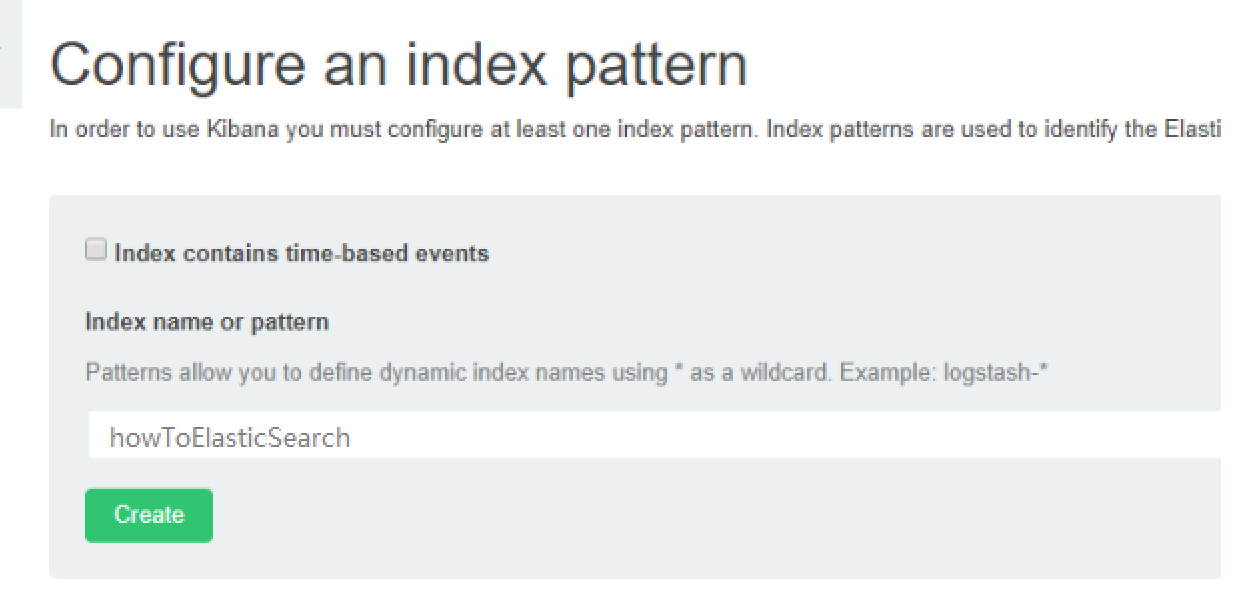 Configure an index pattern
In order to use Kibana you must configure at least one index pattern. Index patterns are used to identify the Elasti
Index contains time-based events
Index name or pattern
Patterns allow you to define dynamic index names using * as a wildcard. Example: logstash-*
howToElasticSearch
Create